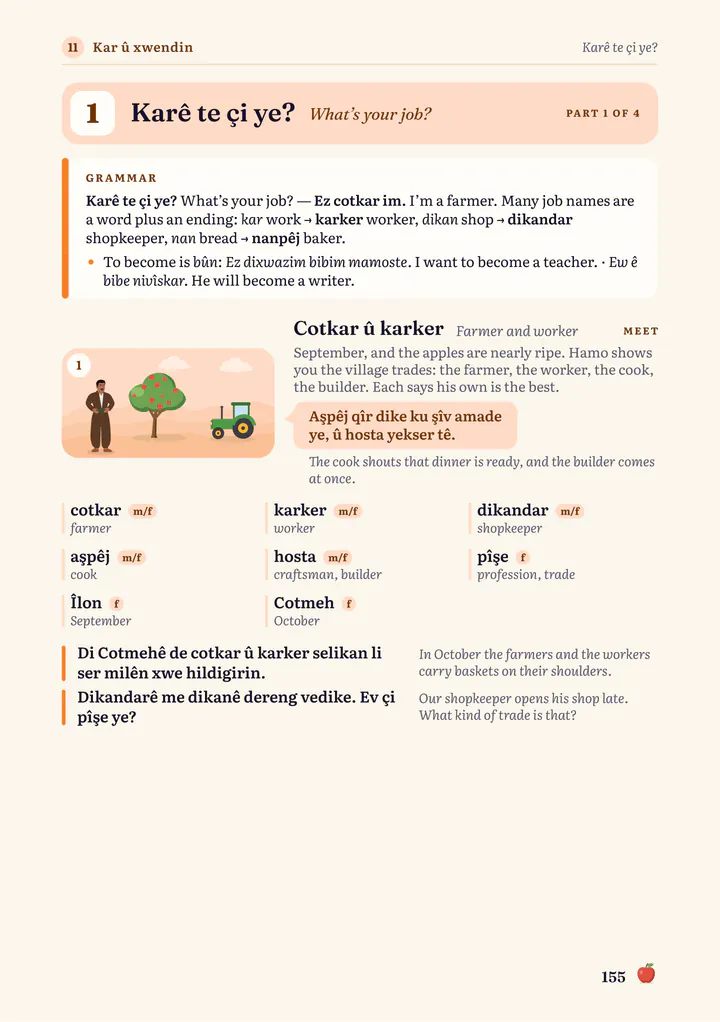 11 Kar û xwendin
Karê te çi ye?
1 Karê te çi ye? What's your job? PART 1 OF 4
GRAMMAR
Karê te çi ye? What's your job? — Ez cotkar im. I'm a farmer. Many job names are
a word plus an ending: kar work → karker worker, dikan shop → dikandar
shopkeeper, nan bread → nanpêj baker.
• To become is bûn: Ez dixwazim bibim mamoste. I want to become a teacher. · Ew ê
bibe nivîskar. He will become a writer.
1
Cotkar û karker Farmer and worker MEET
September, and the apples are nearly ripe. Hamo shows
you the village trades: the farmer, the worker, the cook,
the builder. Each says his own is the best.
Aşpêj qîr dike ku şîv amade
ye, û hosta yekser tê.
The cook shouts that dinner is ready, and the builder comes
at once.
cotkar m/f
farmer
karker m/f
worker
dikandar m/f
shopkeeper
aşpêj m/f
cook
hosta m/f
craftsman, builder
pîşe f
profession, trade
Îlon f
September
Cotmeh f
October
Di Cotmehê de cotkar û karker selikan li
ser milên xwe hildigirin.
In October the farmers and the workers
carry baskets on their shoulders.
Dikandarê me dikanê dereng vedike. Ev çi
pîşe ye?
Our shopkeeper opens his shop late.
What kind of trade is that?
155